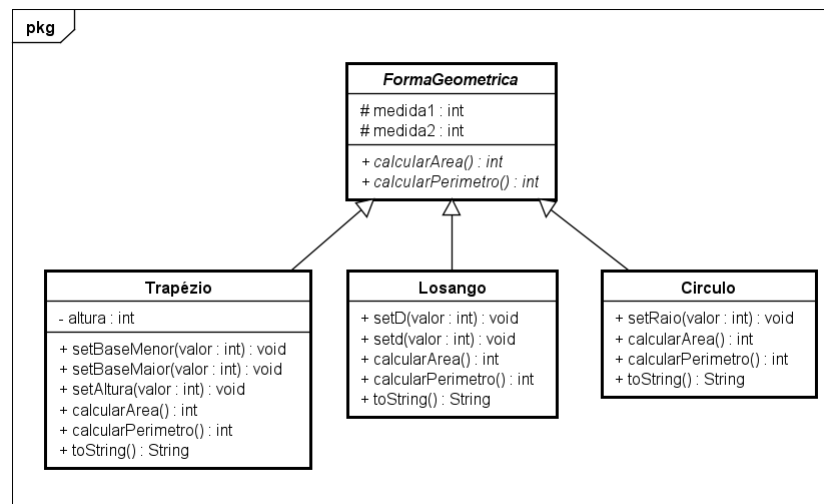 pkg
FormaGeometrica
# medida1 : int
# medida2 : int
+ calcularArea() : int
+ calcularPerimetro() : int
Trapézio
- altura : int
+ setBaseMenor(valor : int) : void
+ setBaseMaior(valor : int) : void
+ setAltura(valor : int) : void
+ calcularArea() : int
+ calcularPerimetro() : int
+ toString() : String
Losango
+ setD(valor : int) : void
+ setd(valor : int) : void
+ calcularArea() : int
+ calcularPerimetro() : int
+ toString() : String
Circulo
+ setRaio(valor : int) : void
+ calcularArea() : int
+ calcularPerimetro() : int
+ toString() : String